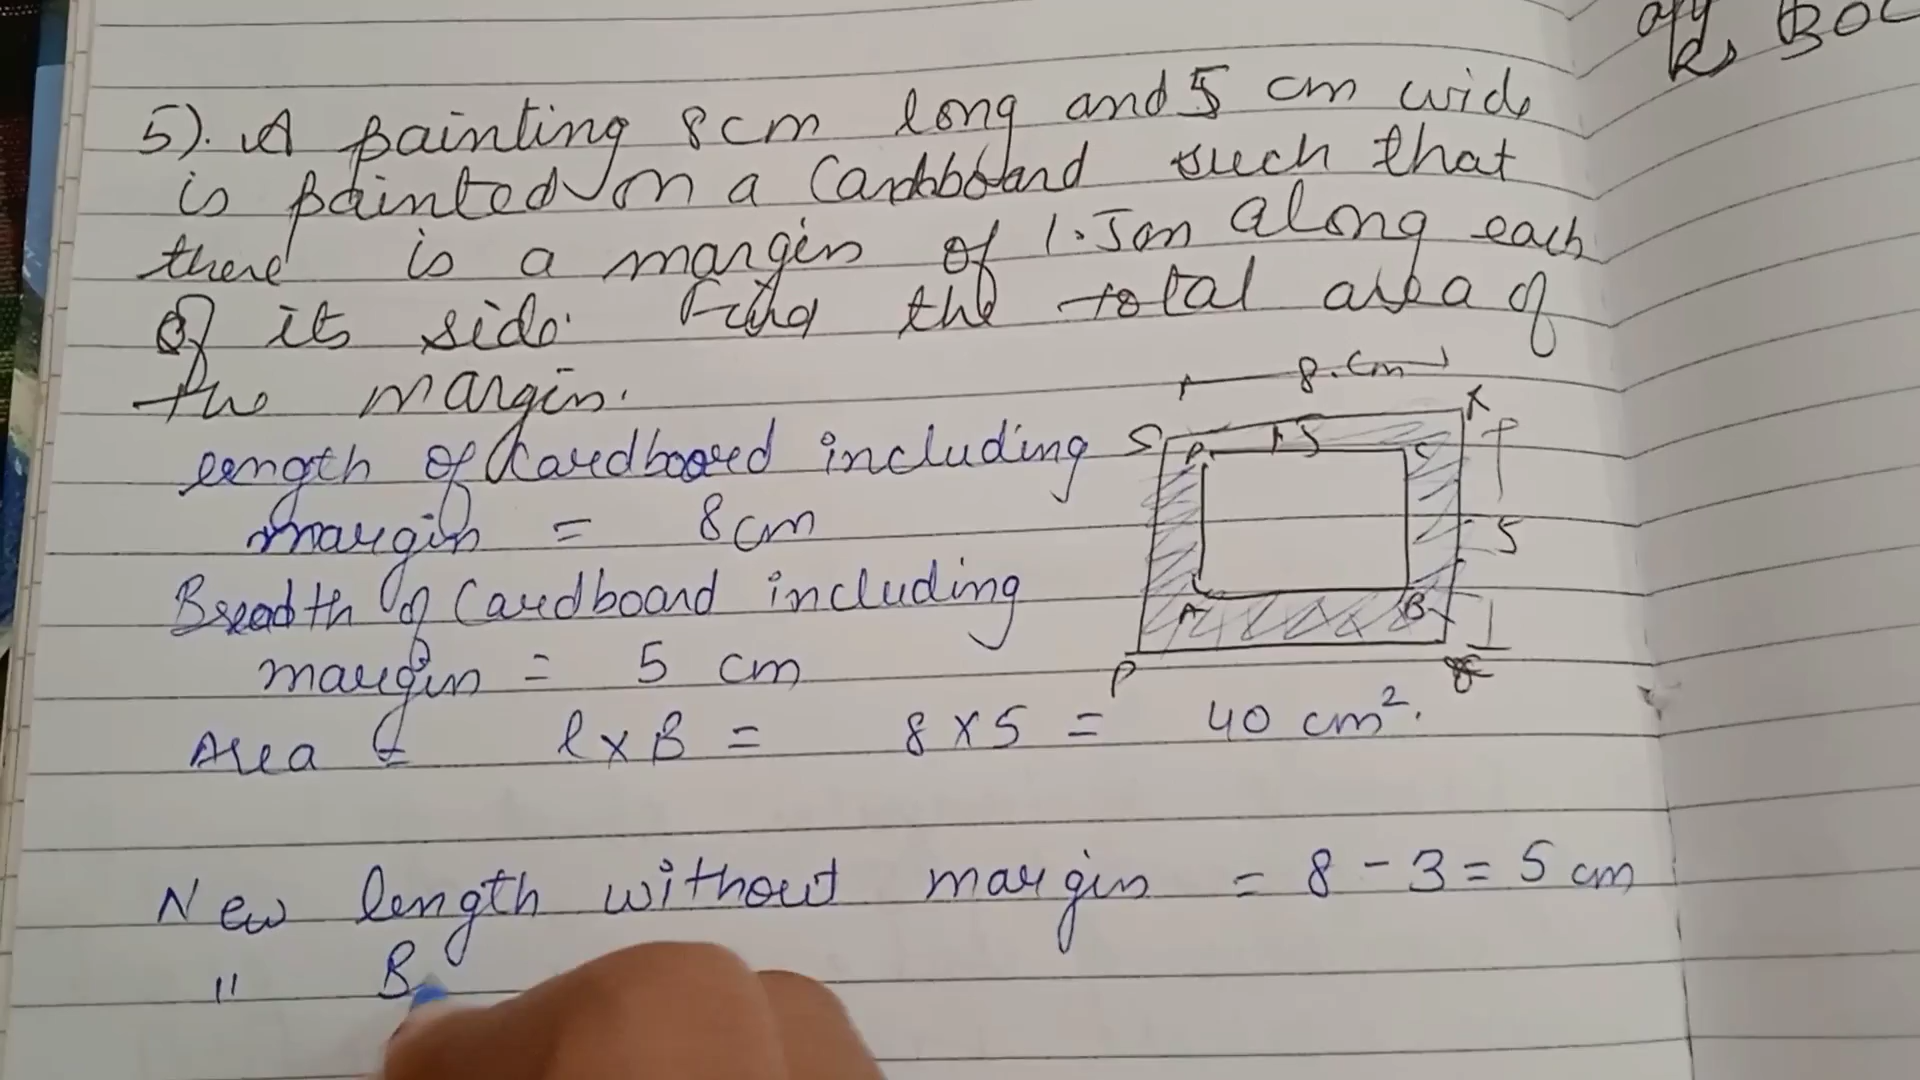 5). A painting 8cm long and 5 cm wide
is painted on a Cardboard such that
there is a margin of 1.5cm along each
of its side. Find the total area of
the margin.
8.cm
length of Cardboard including
margin = 8cm
Breadth of Cardboard including
margin = 5 cm
S
R
D
1.5
C
5
A
B
P
Area = l x B = 8 x 5 = 40 cm².
New length without margin = 8 - 3 = 5 cm
" B